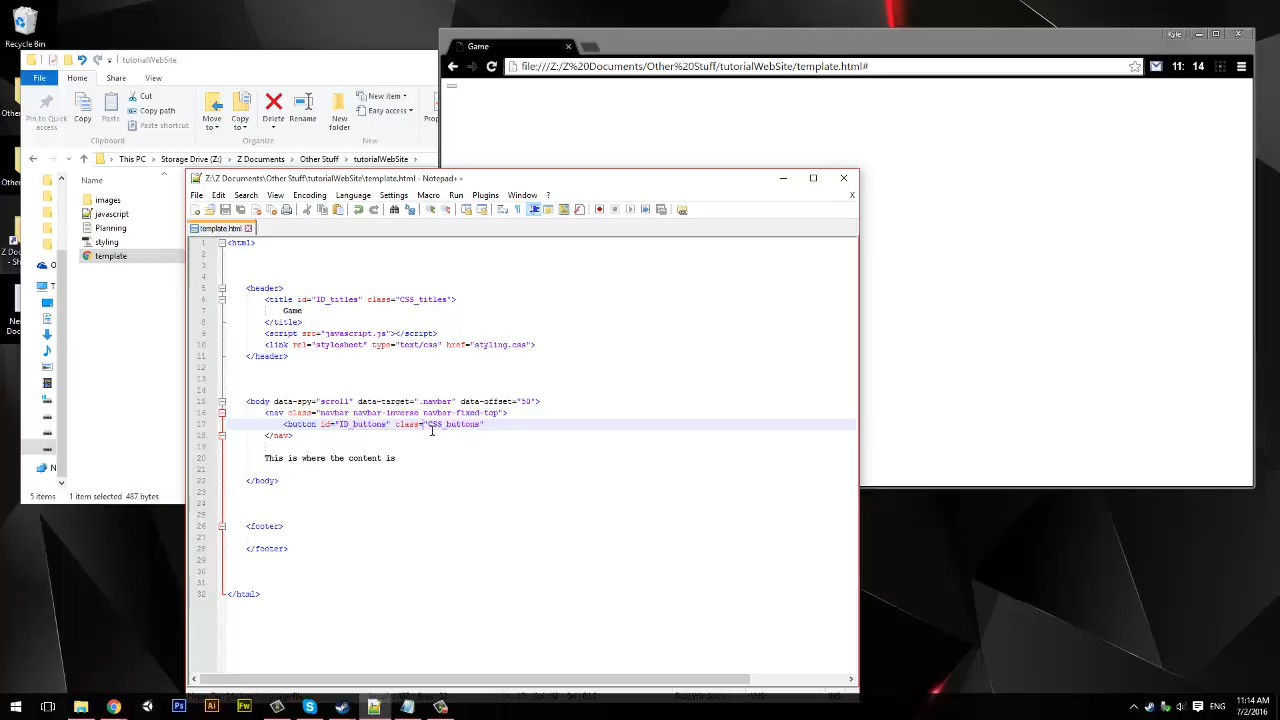 Recycle Bin
tutorialWebSite
File
Home
Share
View
Pin to Quick access
Copy
Paste
Cut
Copy path
Paste shortcut
Clipboard
Move to
Copy to
Delete
Rename
Organize
New folder
New item
Easy access
New
This PC
Storage Drive (Z:)
Z Documents
Other Stuff
tutorialWebSite
Name
images
javascript
Planning
styling
template
5 items
1 item selected 487 bytes
Game
Kyle
file:///Z:/Z%20Documents/Other%20Stuff/tutorialWebSite/template.html#
11: 14
Z:\Z Documents\Other Stuff\tutorialWebSite\template.html - Notepad++
File Edit Search View Encoding Language Settings Macro Run Plugins Window ?
X
template.html
1 <html>
2
3
4
5 <header>
6 <title id="ID_titles" class="CSS_titles">
7 Game
8 </title>
9 <script src="javascript.js"></script>
10 <link rel="stylesheet" type="text/css" href="styling.css">
11 </header>
12
13
14
15 <body data-spy="scroll" data-target=".navbar" data-offset="50">
16 <nav class="navbar navbar-inverse navbar-fixed-top">
17 <button id="ID_buttons" class="CSS_buttons"
18 </nav>
19
20 This is where the content is
21
22 </body>
23
24
25
26 <footer>
27
28 </footer>
29
30
31
32 </html>
Ps
Ai
Fw
11:14 AM
7/2/2016